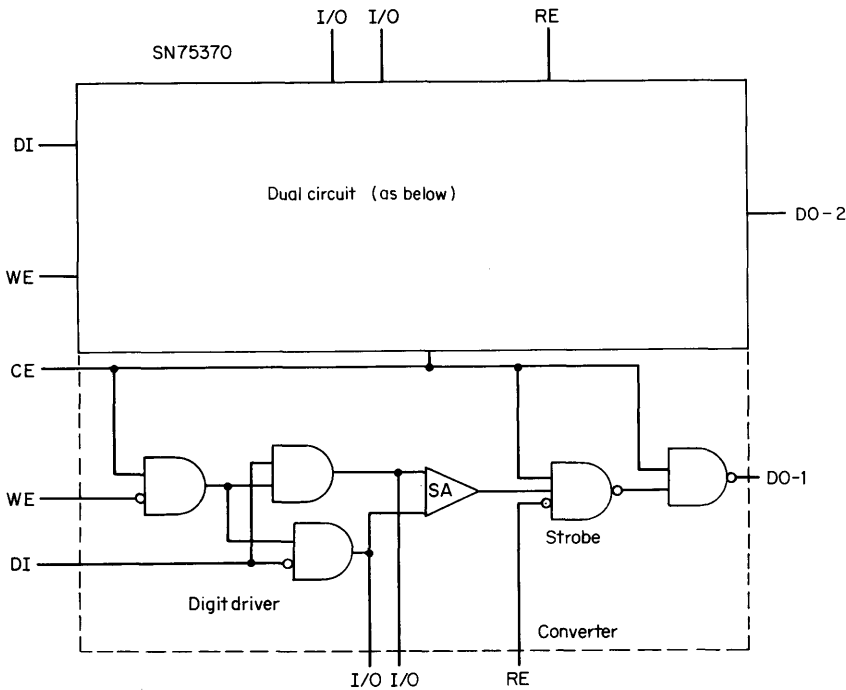 I/O I/O RE
SN75370
DI
Dual circuit (as below)
DO-2
WE
CE
SA
DO-1
WE
Strobe
DI
Digit driver
Converter
I/O I/O RE